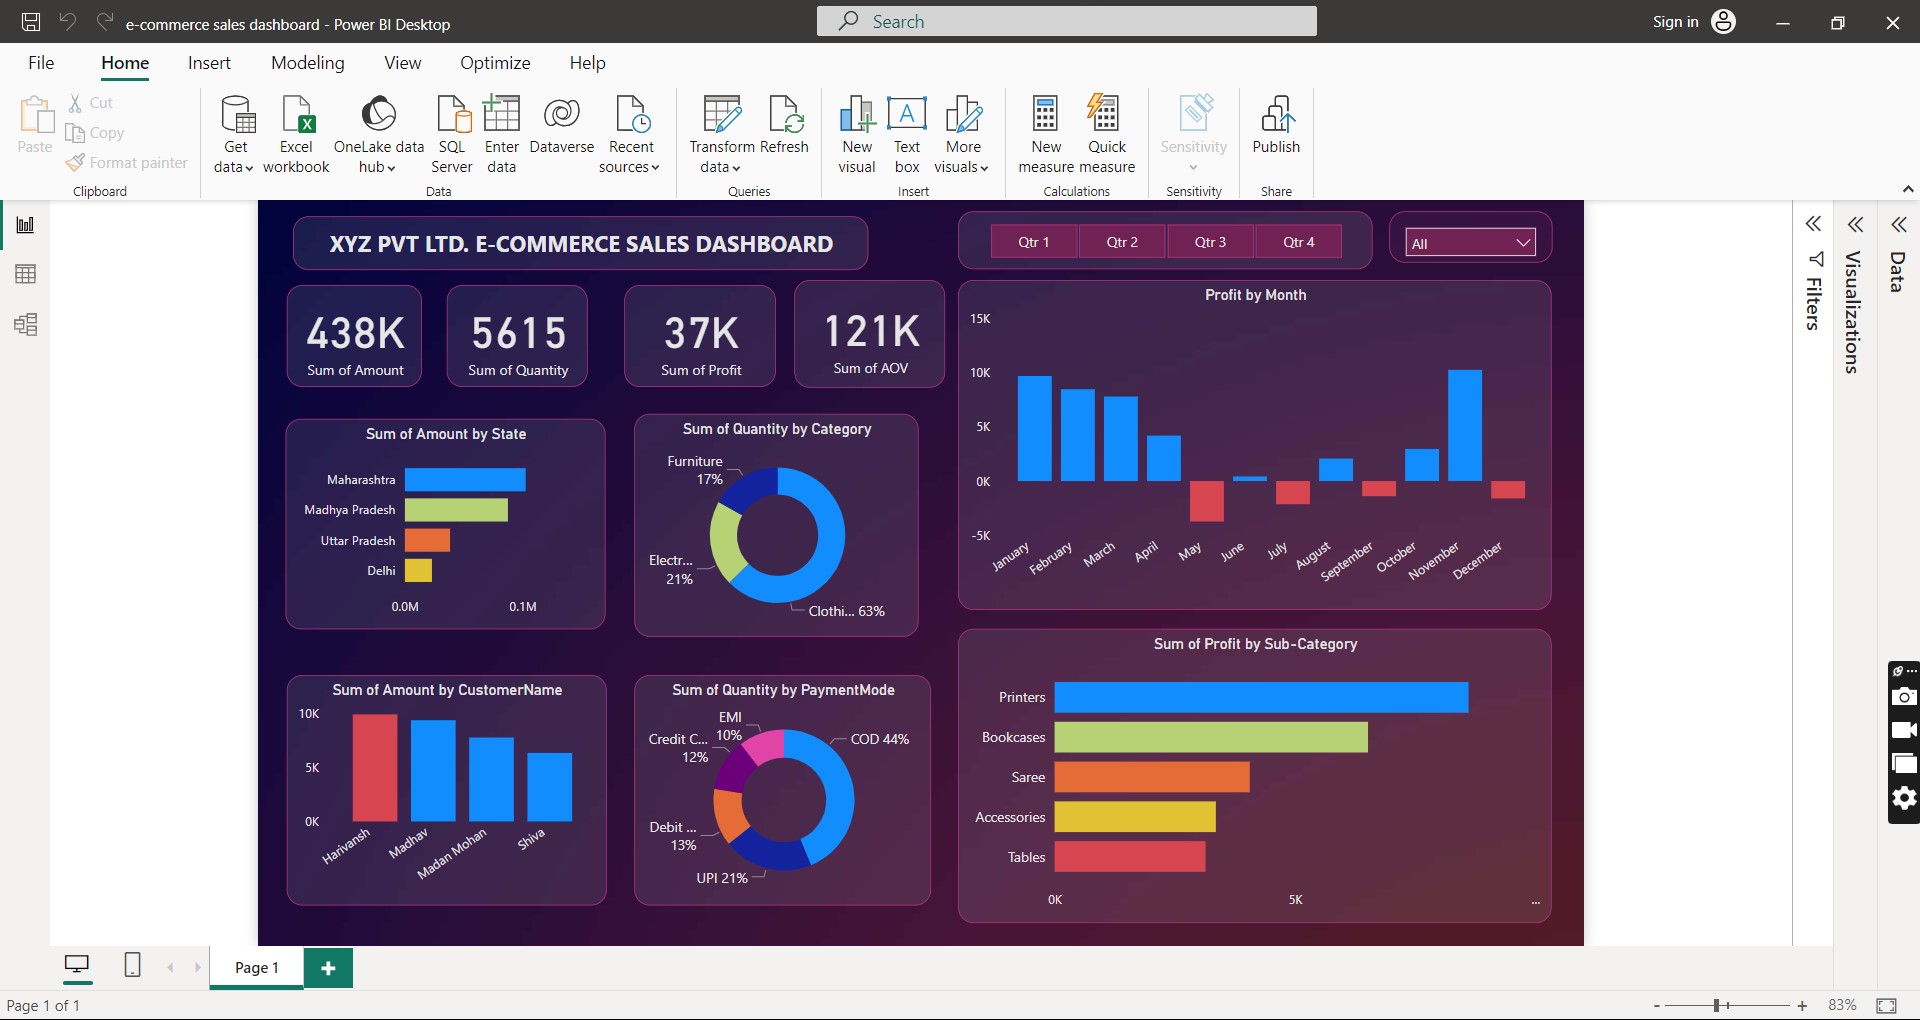 e-commerce sales dashboard - Power BI Desktop
Search
Sign in
File Home Insert Modeling View Optimize Help
Paste
Cut
Copy
Format painter
Clipboard
Get data
Excel workbook
OneLake data hub
SQL Server
Enter data
Dataverse
Recent sources
Data
Transform data
Refresh
Queries
New visual
Text box
More visuals
Insert
New measure
Quick measure
Calculations
Sensitivity
Sensitivity
Publish
Share
XYZ PVT LTD. E-COMMERCE SALES DASHBOARD
Qtr 1 Qtr 2 Qtr 3 Qtr 4
All
438K
Sum of Amount
5615
Sum of Quantity
37K
Sum of Profit
121K
Sum of AOV
Profit by Month
15K
10K
5K
0K
-5K
January February March April May June July August September October November December
Sum of Amount by State
Maharashtra
Madhya Pradesh
Uttar Pradesh
Delhi
0.0M 0.1M
Sum of Quantity by Category
Furniture
17%
Electr...
21%
Clothi... 63%
Sum of Amount by CustomerName
10K
5K
0K
Harivansh Madhav Madan Mohan Shiva
Sum of Quantity by PaymentMode
EMI
10%
Credit C...
12%
COD 44%
Debit ...
13%
UPI 21%
Sum of Profit by Sub-Category
Printers
Bookcases
Saree
Accessories
Tables
0K 5K ...
Filters
Visualizations
Data
Page 1
Page 1 of 1
- + 83%